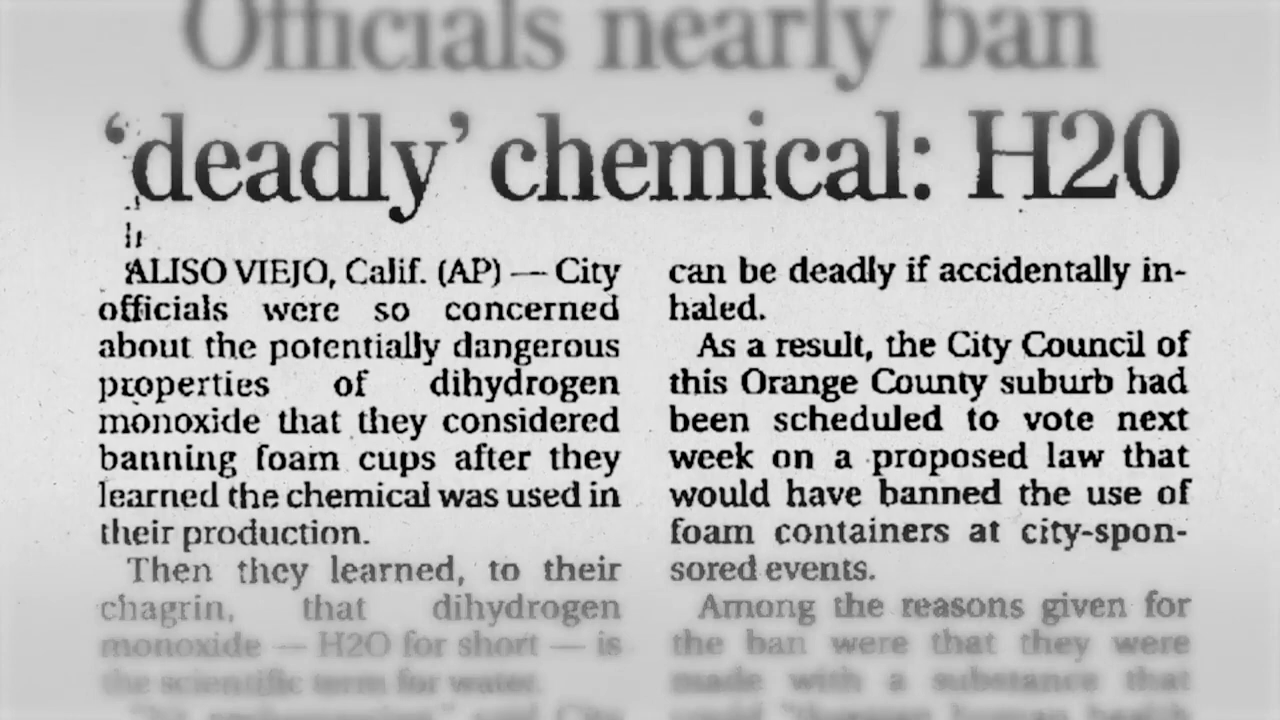 Officials nearly ban
‘deadly’ chemical: H20
ALISO VIEJO, Calif. (AP) — City
officials were so concerned
about the potentially dangerous
properties of dihydrogen
monoxide that they considered
banning foam cups after they
learned the chemical was used in
their production.
Then they learned, to their
chagrin, that dihydrogen
monoxide — H2O for short — is
the scientific term for water.
can be deadly if accidentally in-
haled.
As a result, the City Council of
this Orange County suburb had
been scheduled to vote next
week on a proposed law that
would have banned the use of
foam containers at city-spon-
sored events.
Among the reasons given for
the ban were that they were
made with a substance that